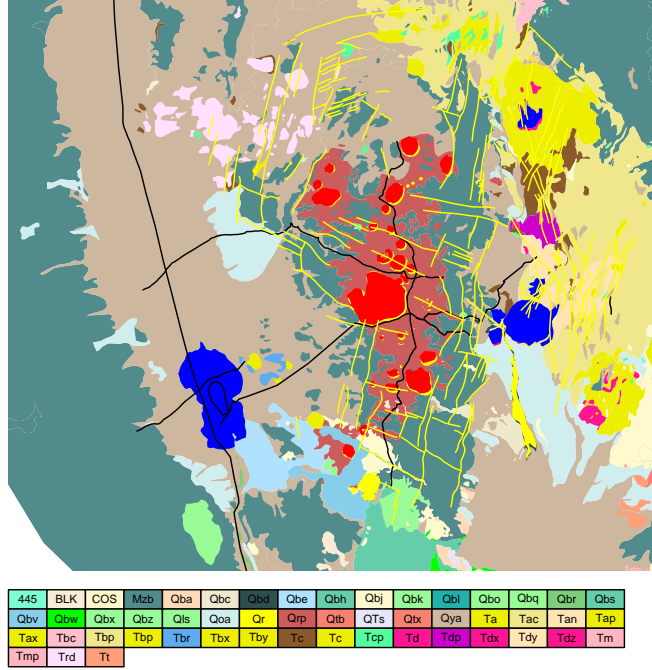 445 BLK COS Mzb Qba Qbc Qbd Qbe Qbh Qbj Qbk Qbl Qbo Qbq Qbr Qbs
Qbv Qbw Qbx Qbz Qls Qoa Qr Qrp Qtb QTs Qtx Qya Ta Tac Tan Tap
Tax Tbc Tbp Tbp Tbr Tbx Tby Tc Tc Tcp Td Tdp Tdx Tdy Tdz Tm
Tmp Trd Tt